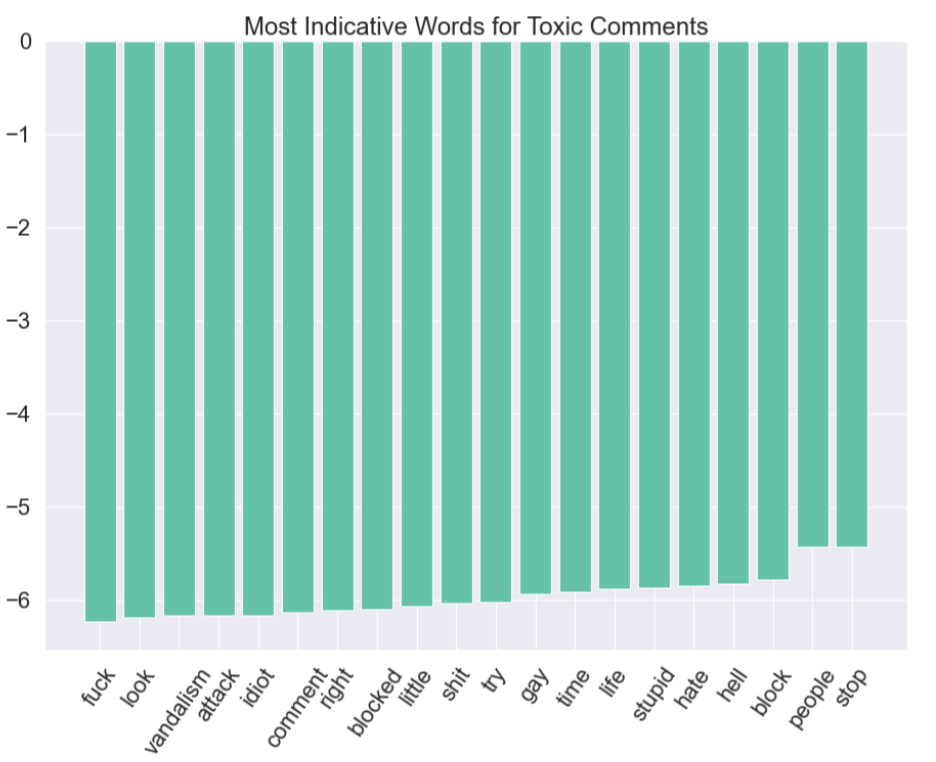 Most Indicative Words for Toxic Comments
0
−1
−2
−3
−4
−5
−6
fuck
look
vandalism
attack
idiot
comment
right
blocked
little
shit
try
gay
time
life
stupid
hate
hell
block
people
stop